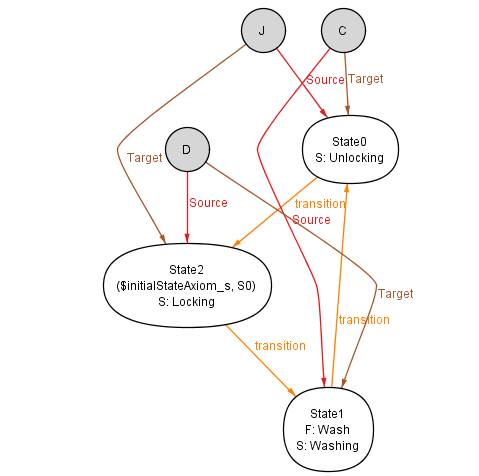 J
C
Source
Target
State0
S: Unlocking
D
Target
Source
transition
Source
State2
($initialStateAxiom_s, S0)
S: Locking
Target
transition
transition
State1
F: Wash
S: Washing